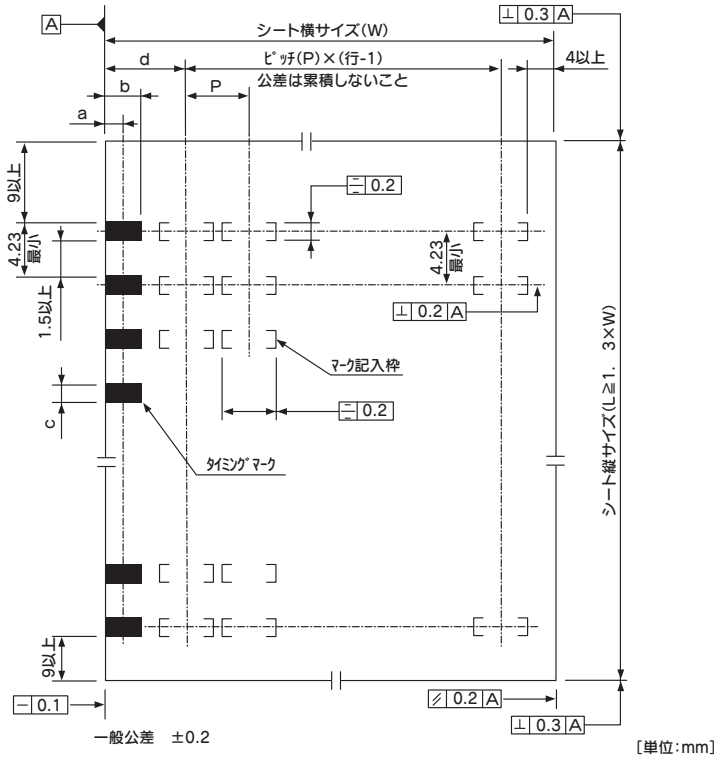 A
シート横サイズ(W)
⊥ 0.3 A
d
ピッチ(P)×(行-1)
4以上
b
P
公差は累積しないこと
a
9以上
0.2
4.23
最小
4.23
最小
1.5以上
⊥ 0.2 A
マーク記入枠
c
0.2
タイミングマーク
シート縦サイズ(L≧1. 3×W)
9以上
0.1
0.2 A
⊥ 0.3 A
一般公差 ±0.2
[単位:mm]